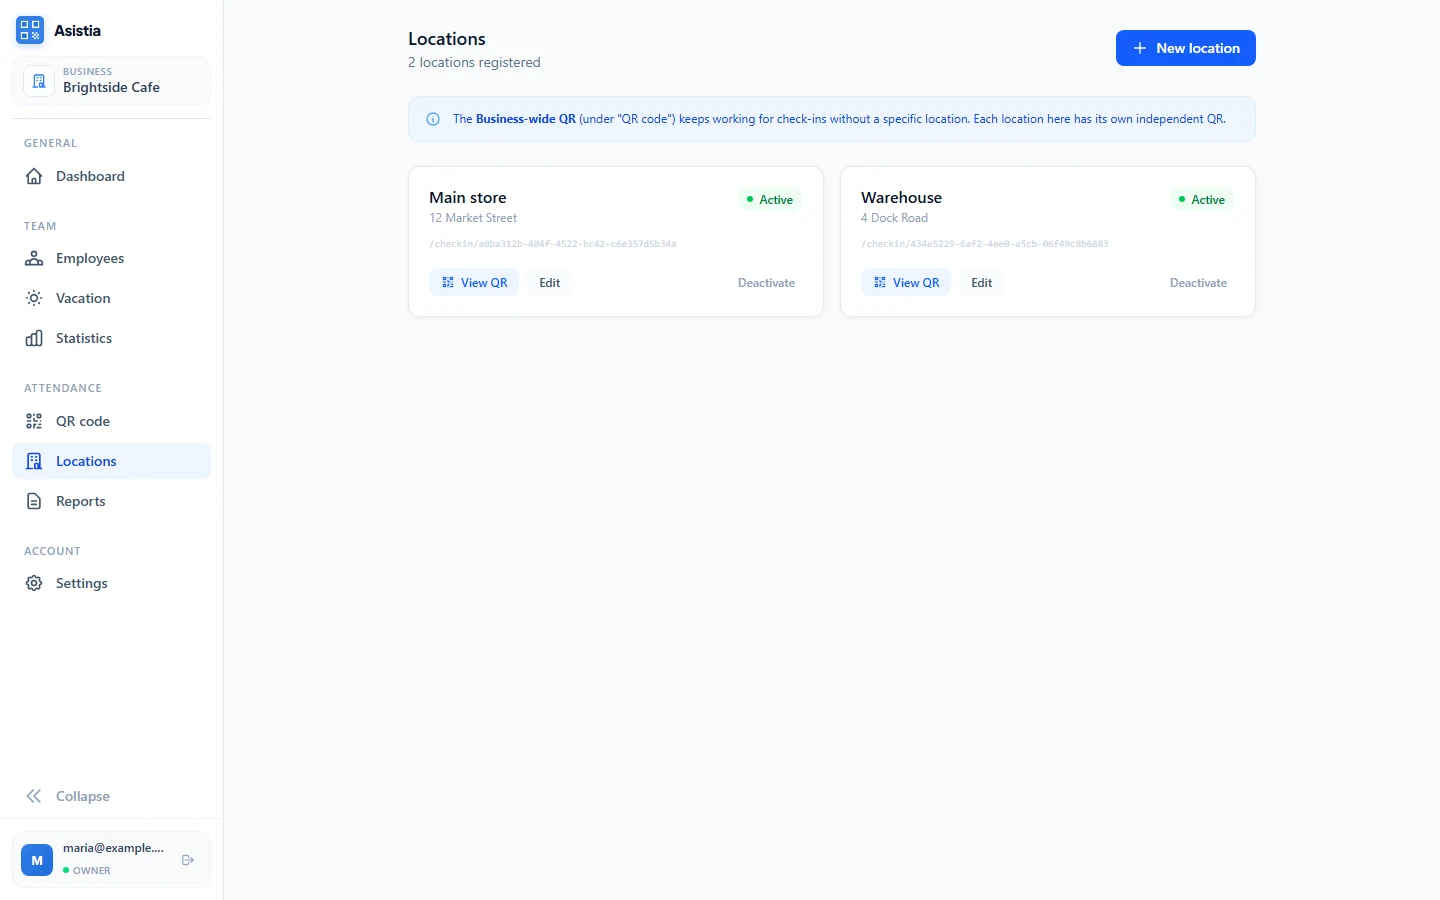 Asistia
BUSINESS
Brightside Cafe
GENERAL
Dashboard
TEAM
Employees
Vacation
Statistics
ATTENDANCE
QR code
Locations
Reports
ACCOUNT
Settings
Collapse
M
maria@example....
OWNER
Locations
2 locations registered
New location
The Business-wide QR (under "QR code") keeps working for check-ins without a specific location. Each location here has its own independent QR.
Main store
Active
12 Market Street
/checkin/a0ba312b-404f-4522-bc42-c6e357d5b34a
View QR
Edit
Deactivate
Warehouse
Active
4 Dock Road
/checkin/434e5229-6af2-4ee0-a5cb-06f49c8b6883
View QR
Edit
Deactivate